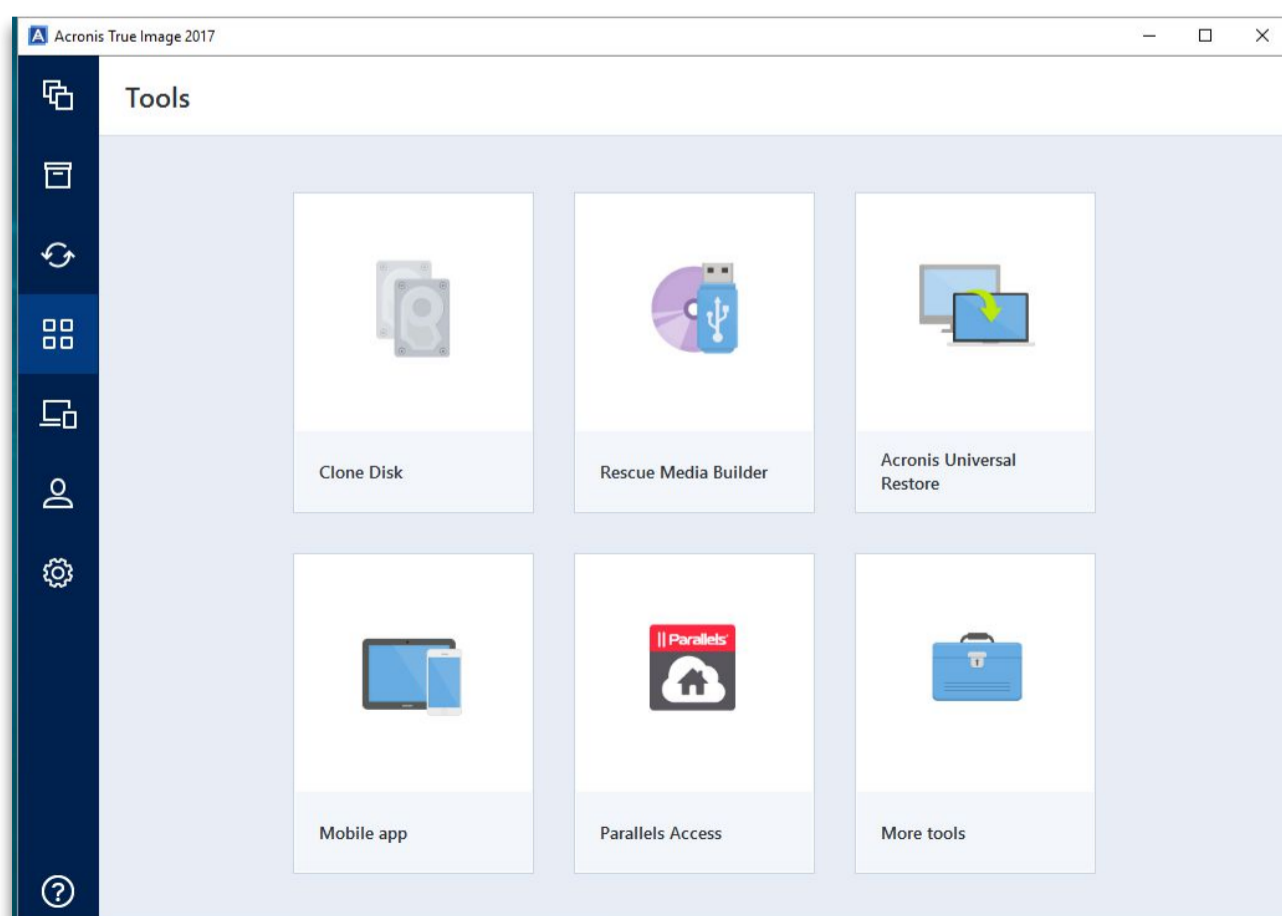 Acronis True Image 2017
Tools
Clone Disk
Rescue Media Builder
Acronis Universal
Restore
|| Parallels'
Mobile app
Parallels Access
More tools